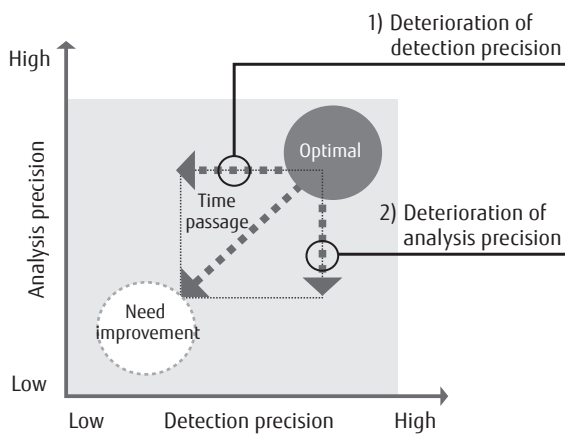 1) Deterioration of
detection precision
High
Optimal
Time
passage
2) Deterioration of
analysis precision
Analysis precision
Need
improvement
Low
Low
Detection precision
High